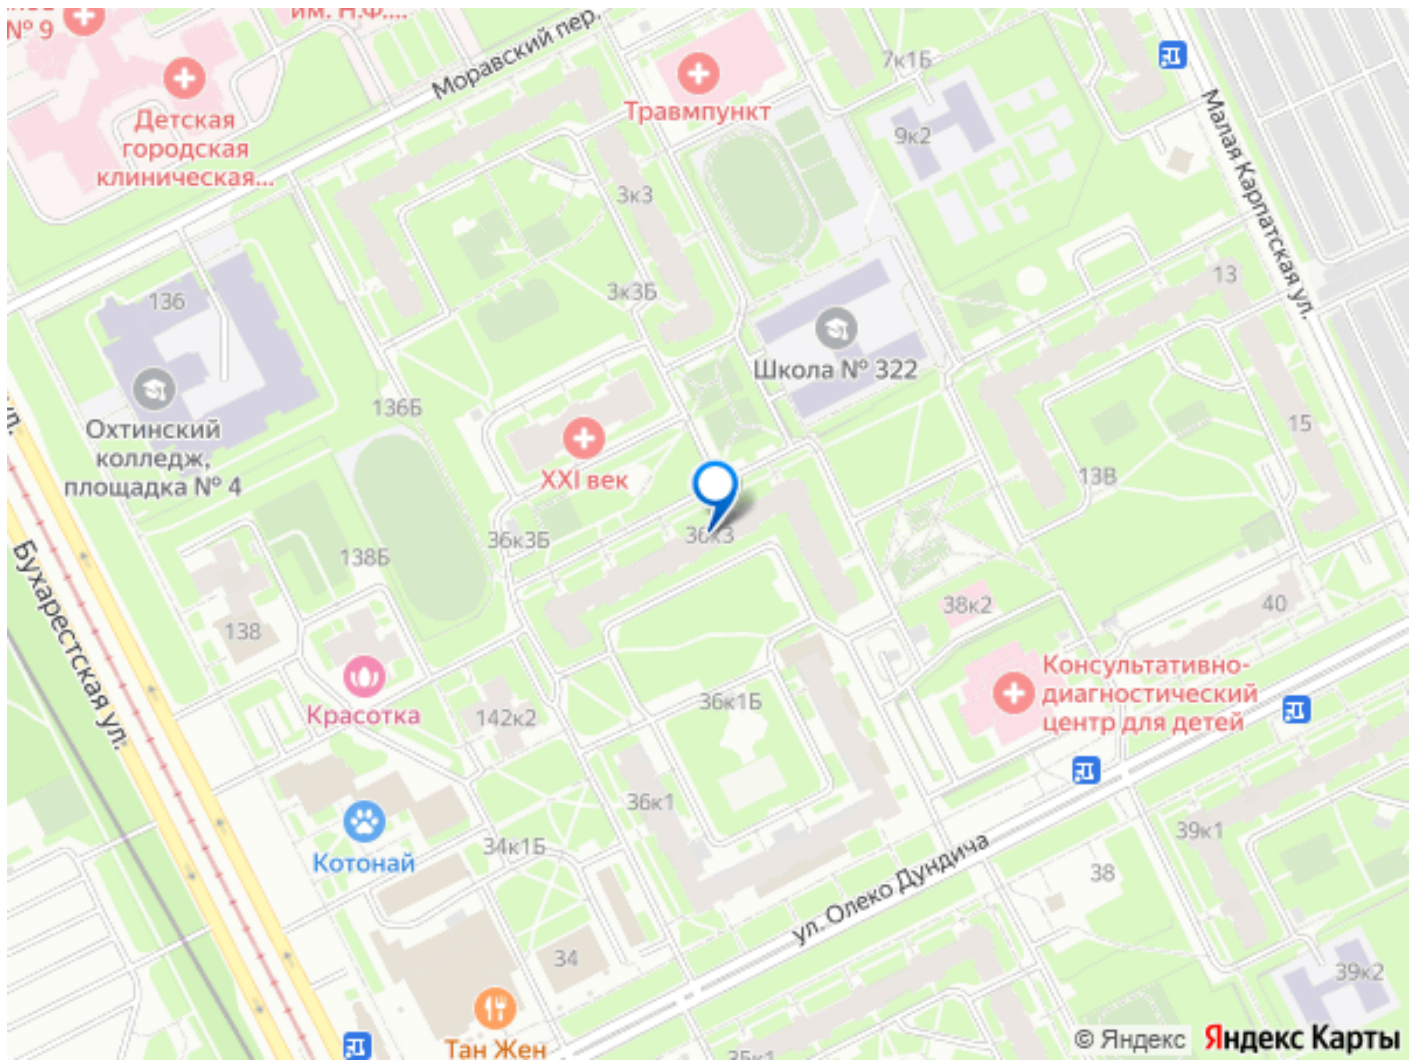 № 9
им. Н.Ф....
Моравский пер.
Детская
городская
клиническая...
Травмпункт
7к1Б
9к2
Малая Карпатская ул.
3к3
3к3Б
136
13
Школа № 322
136Б
Охтинский
колледж,
площадка № 4
15
XXI век
13В
36к3
36к3Б
138Б
Бухарестская ул.
ул.
138
38к2
40
Консультативно-
диагностический
центр для детей
Красотка
142к2
36к1Б
36к1
39к1
Котонай
34к1Б
ул. Олеко Дундича
38
34
39к2
Тан Жен
35к1
© Яндекс Яндекс Карты